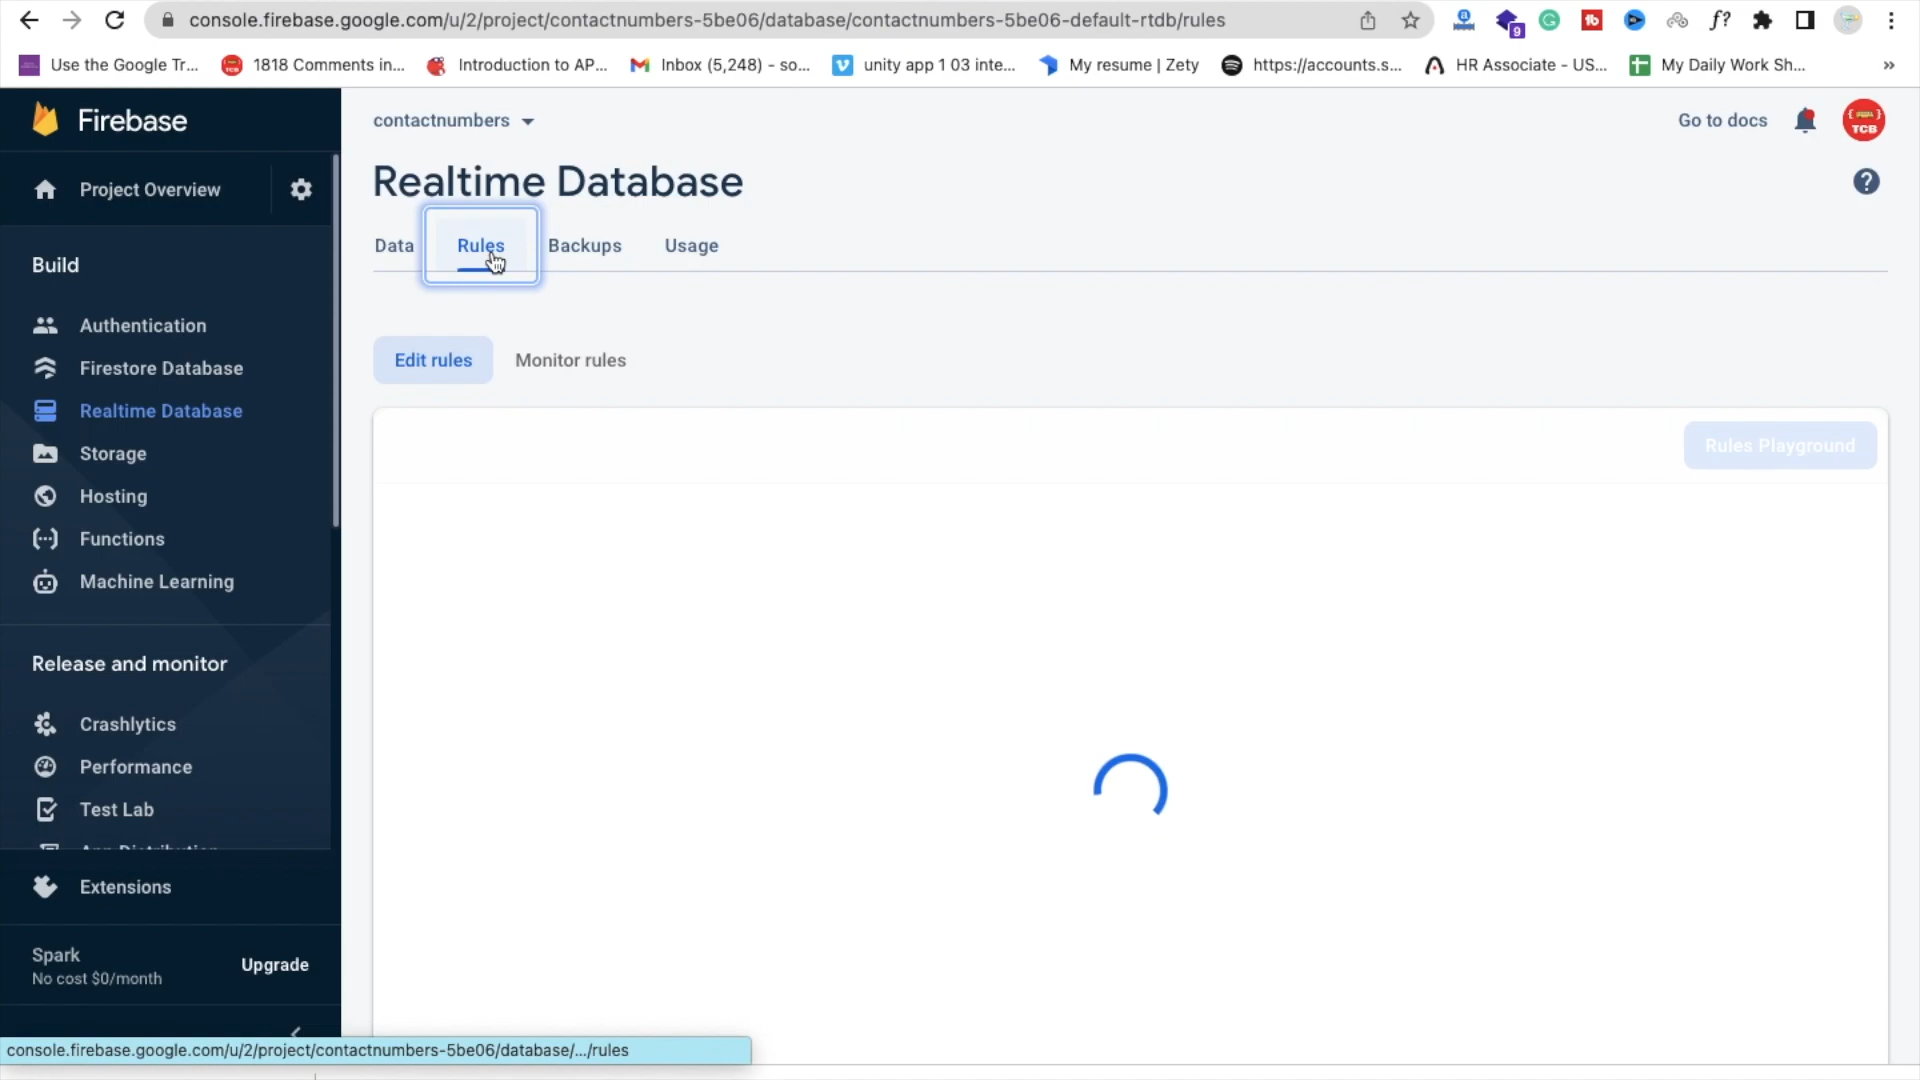 console.firebase.google.com/u/2/project/contactnumbers-5be06/database/contactnumbers-5be06-default-rtdb/rules
9
f?
Use the Google Tr...
1818 Comments in...
Introduction to AP...
Inbox (5,248) - so...
unity app 1 03 inte...
My resume | Zety
https://accounts.s...
HR Associate - US...
My Daily Work Sh...
»
Firebase
contactnumbers
Go to docs
TCB
Project Overview
Realtime Database
?
Data
Rules
Backups
Usage
Build
Authentication
Firestore Database
Realtime Database
Storage
Hosting
Functions
Machine Learning
Edit rules
Monitor rules
Rules Playground
Release and monitor
Crashlytics
Performance
Test Lab
App Distribution
Extensions
Spark
No cost $0/month
Upgrade
console.firebase.google.com/u/2/project/contactnumbers-5be06/database/.../rules